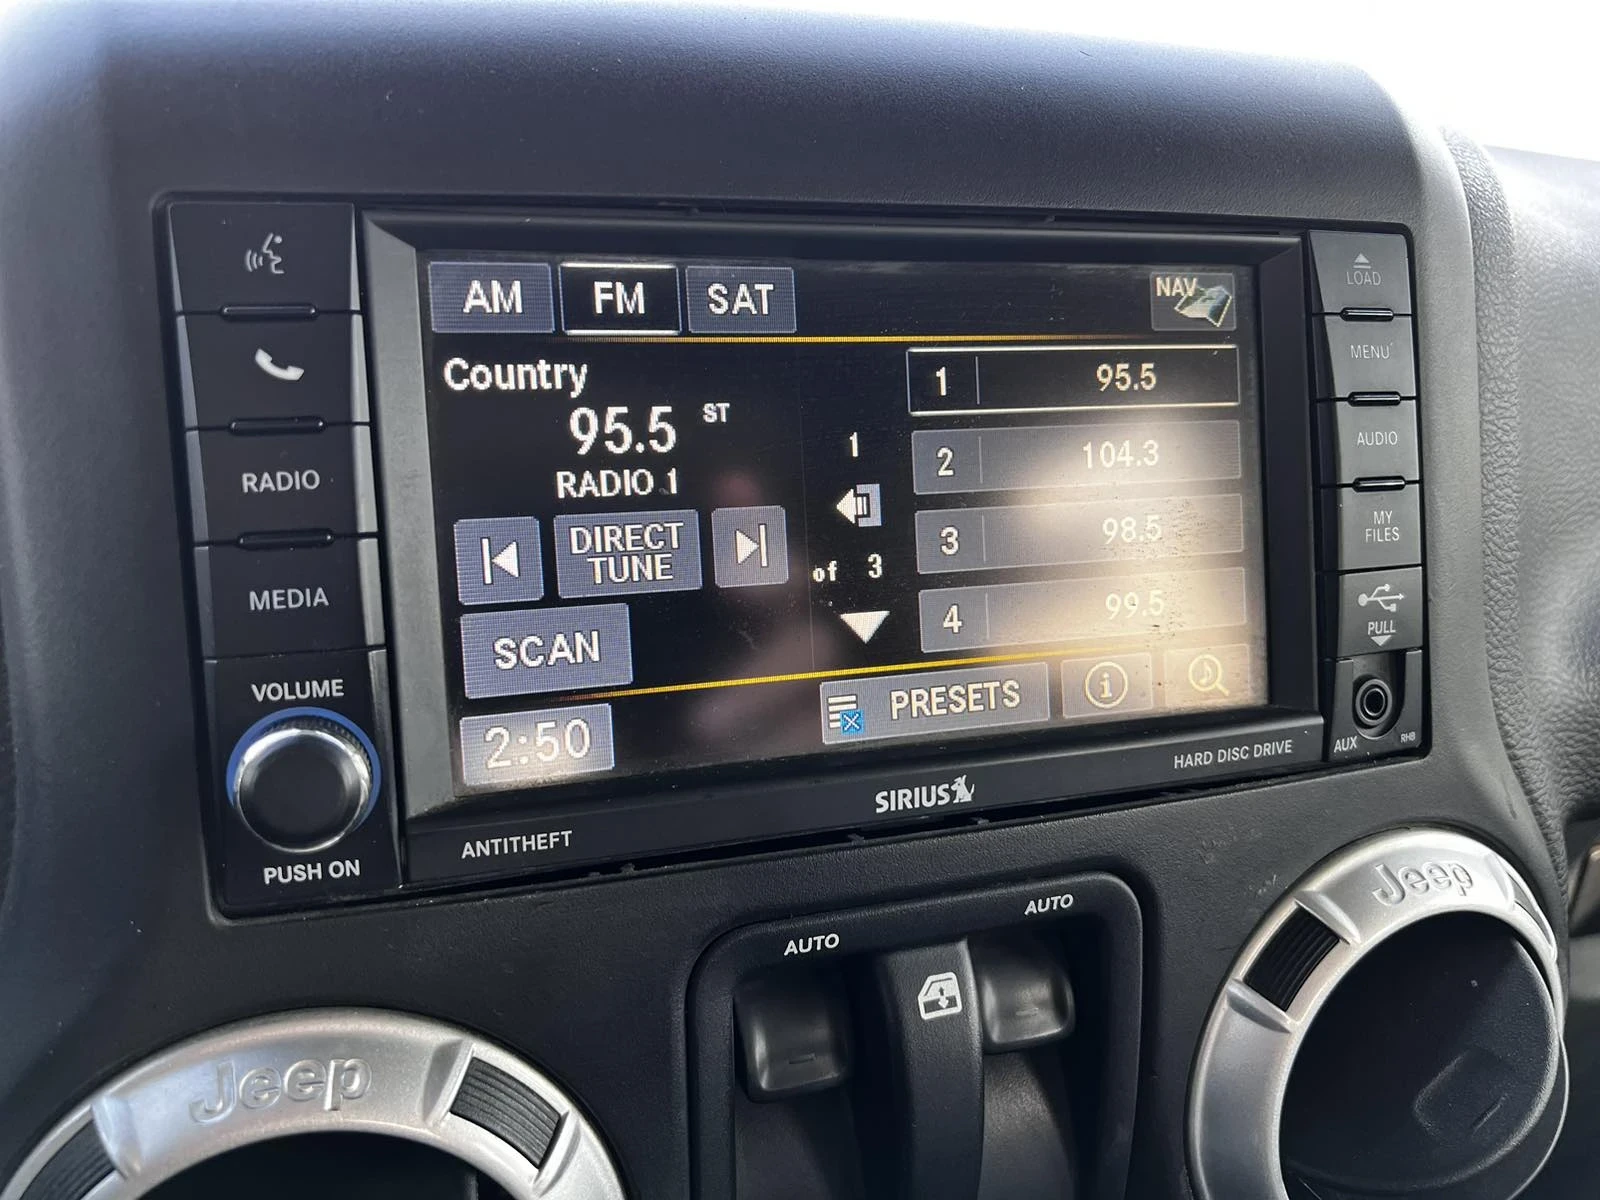 AM FM SAT NAV
Country
95.5 ST
RADIO 1
DIRECT
TUNE
SCAN
2:50
1
of 3
1 95.5
2 104.3
3 98.5
4 99.5
PRESETS
i
RADIO
MEDIA
VOLUME
PUSH ON
LOAD
MENU
AUDIO
MY
FILES
PULL
AUX
RHB
ANTITHEFT
SIRIUS
HARD DISC DRIVE
AUTO
AUTO
Jeep
Jeep